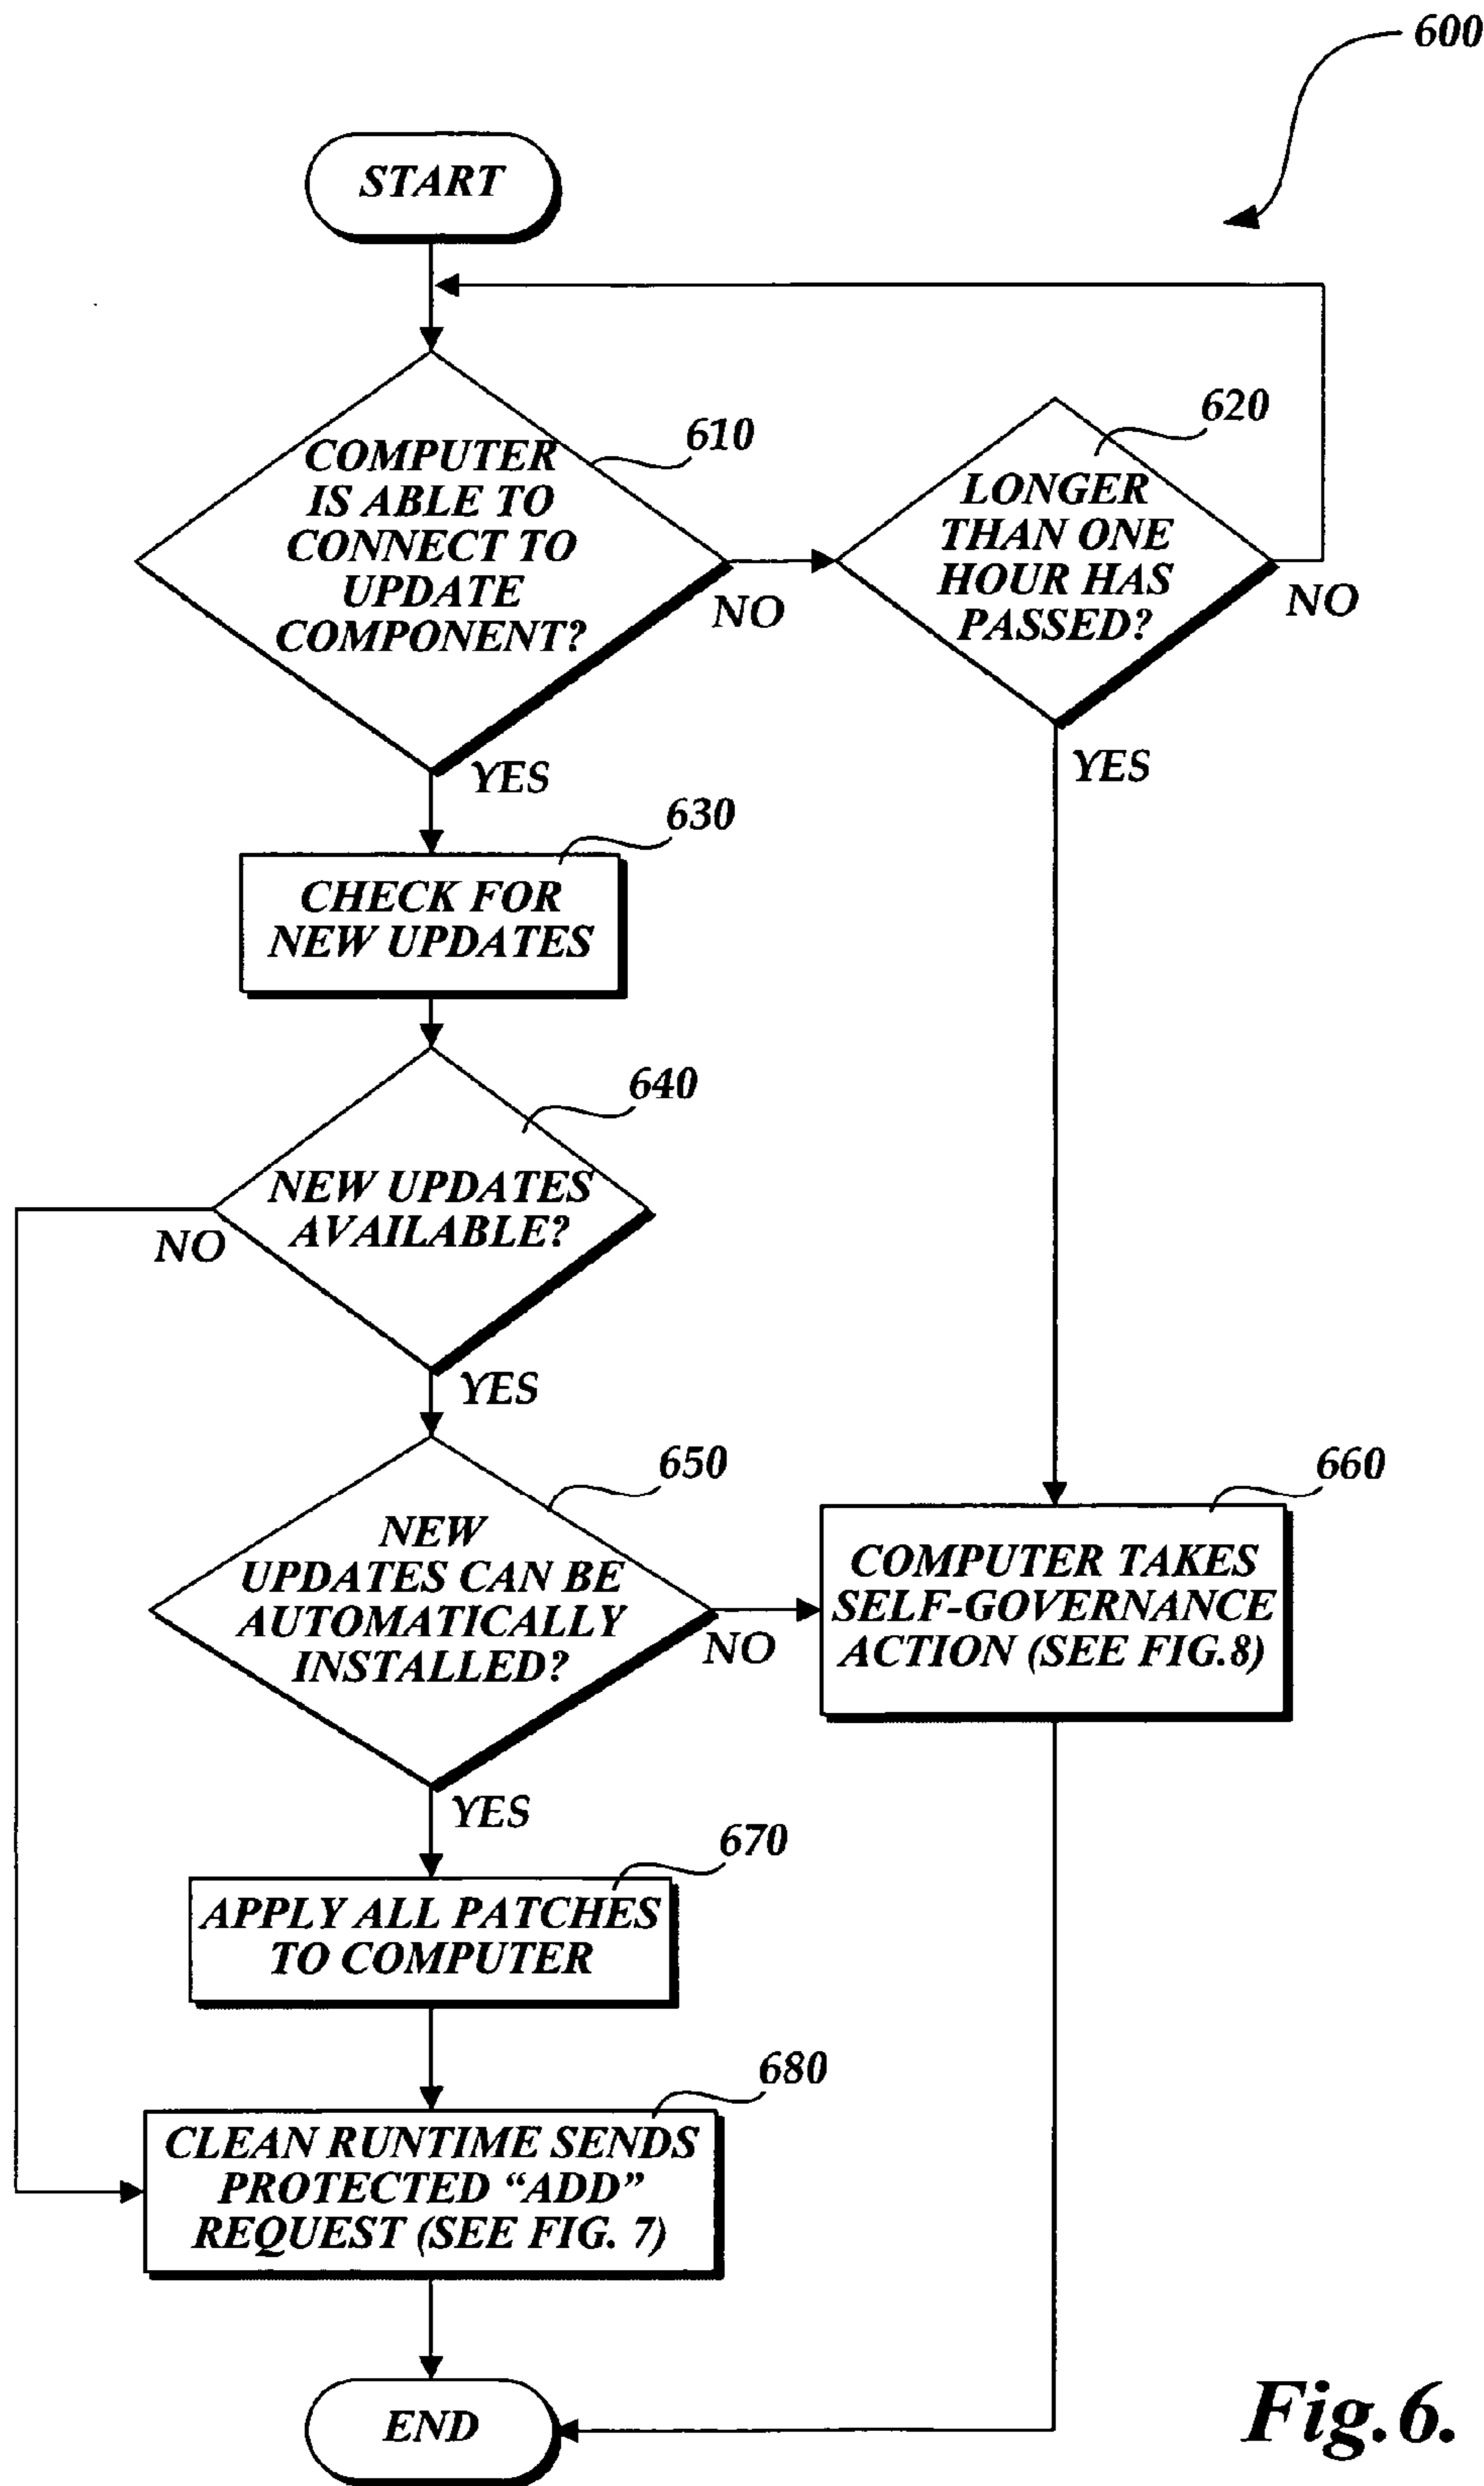 600
START
610
COMPUTER
IS ABLE TO
CONNECT TO
UPDATE
COMPONENT?
NO
YES
620
LONGER
THAN ONE
HOUR HAS
PASSED?
NO
YES
630
CHECK FOR
NEW UPDATES
640
NEW UPDATES
AVAILABLE?
NO
YES
650
NEW
UPDATES CAN BE
AUTOMATICALLY
INSTALLED?
NO
YES
660
COMPUTER TAKES
SELF-GOVERNANCE
ACTION (SEE FIG.8)
670
APPLY ALL PATCHES
TO COMPUTER
680
CLEAN RUNTIME SENDS
PROTECTED “ADD”
REQUEST (SEE FIG. 7)
END
Fig.6.